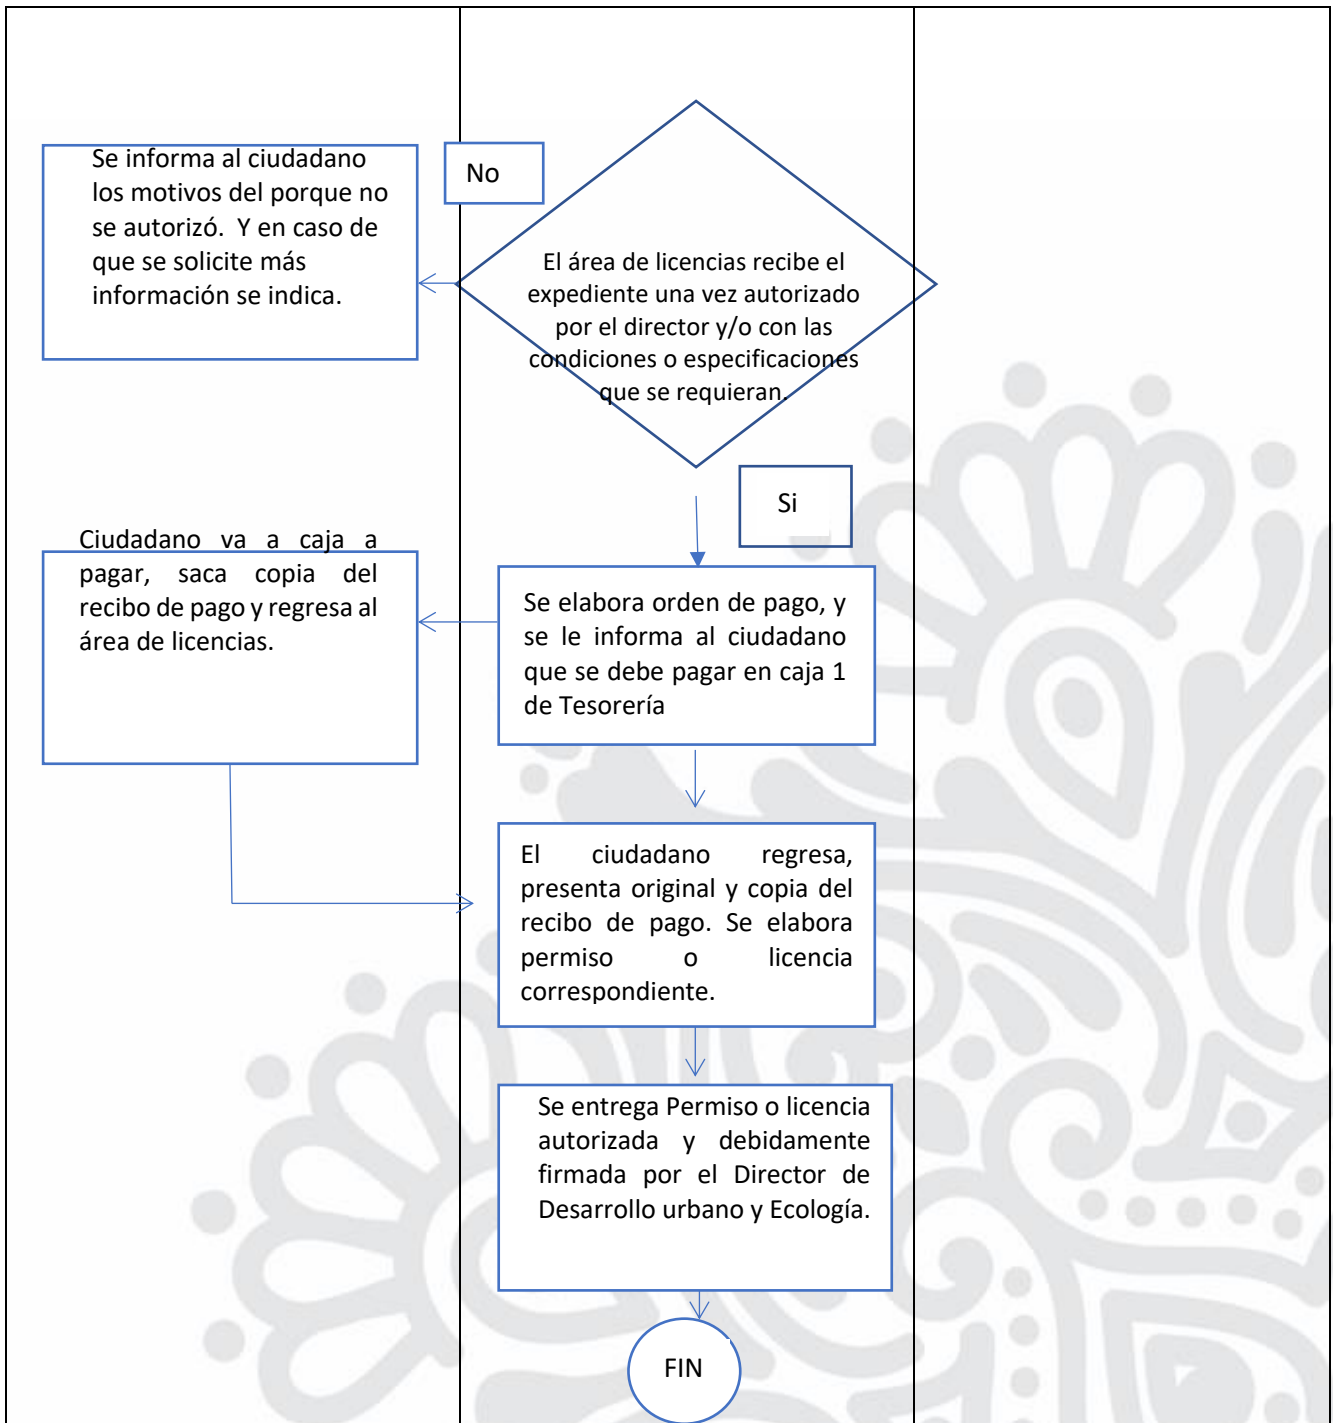 Se informa al ciudadano
los motivos del porque no
se autorizó. Y en caso de
que se solicite más
información se indica.
No
El área de licencias recibe el
expediente una vez autorizado
por el director y/o con las
condiciones o especificaciones
que se requieran.
Si
Ciudadano va a caja a
pagar, saca copia del
recibo de pago y regresa al
área de licencias.
Se elabora orden de pago, y
se le informa al ciudadano
que se debe pagar en caja 1
de Tesorería
El ciudadano regresa,
presenta original y copia del
recibo de pago. Se elabora
permiso o licencia
correspondiente.
Se entrega Permiso o licencia
autorizada y debidamente
firmada por el Director de
Desarrollo urbano y Ecología.
FIN